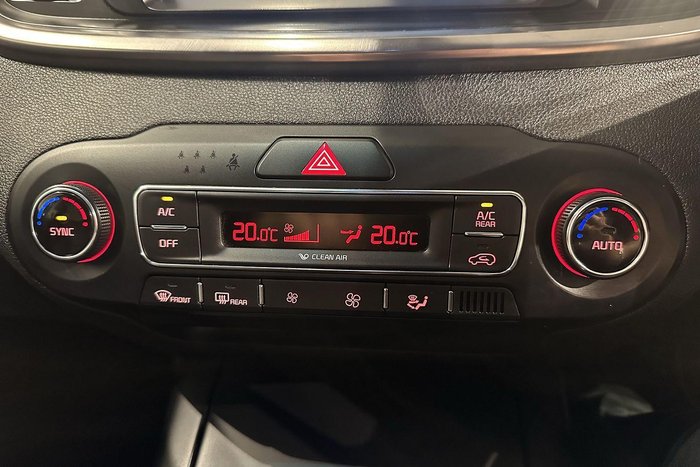 SYNC
A/C
OFF
20.0°C
20.0°C
CLEAN AIR
A/C
REAR
AUTO
FRONT
REAR